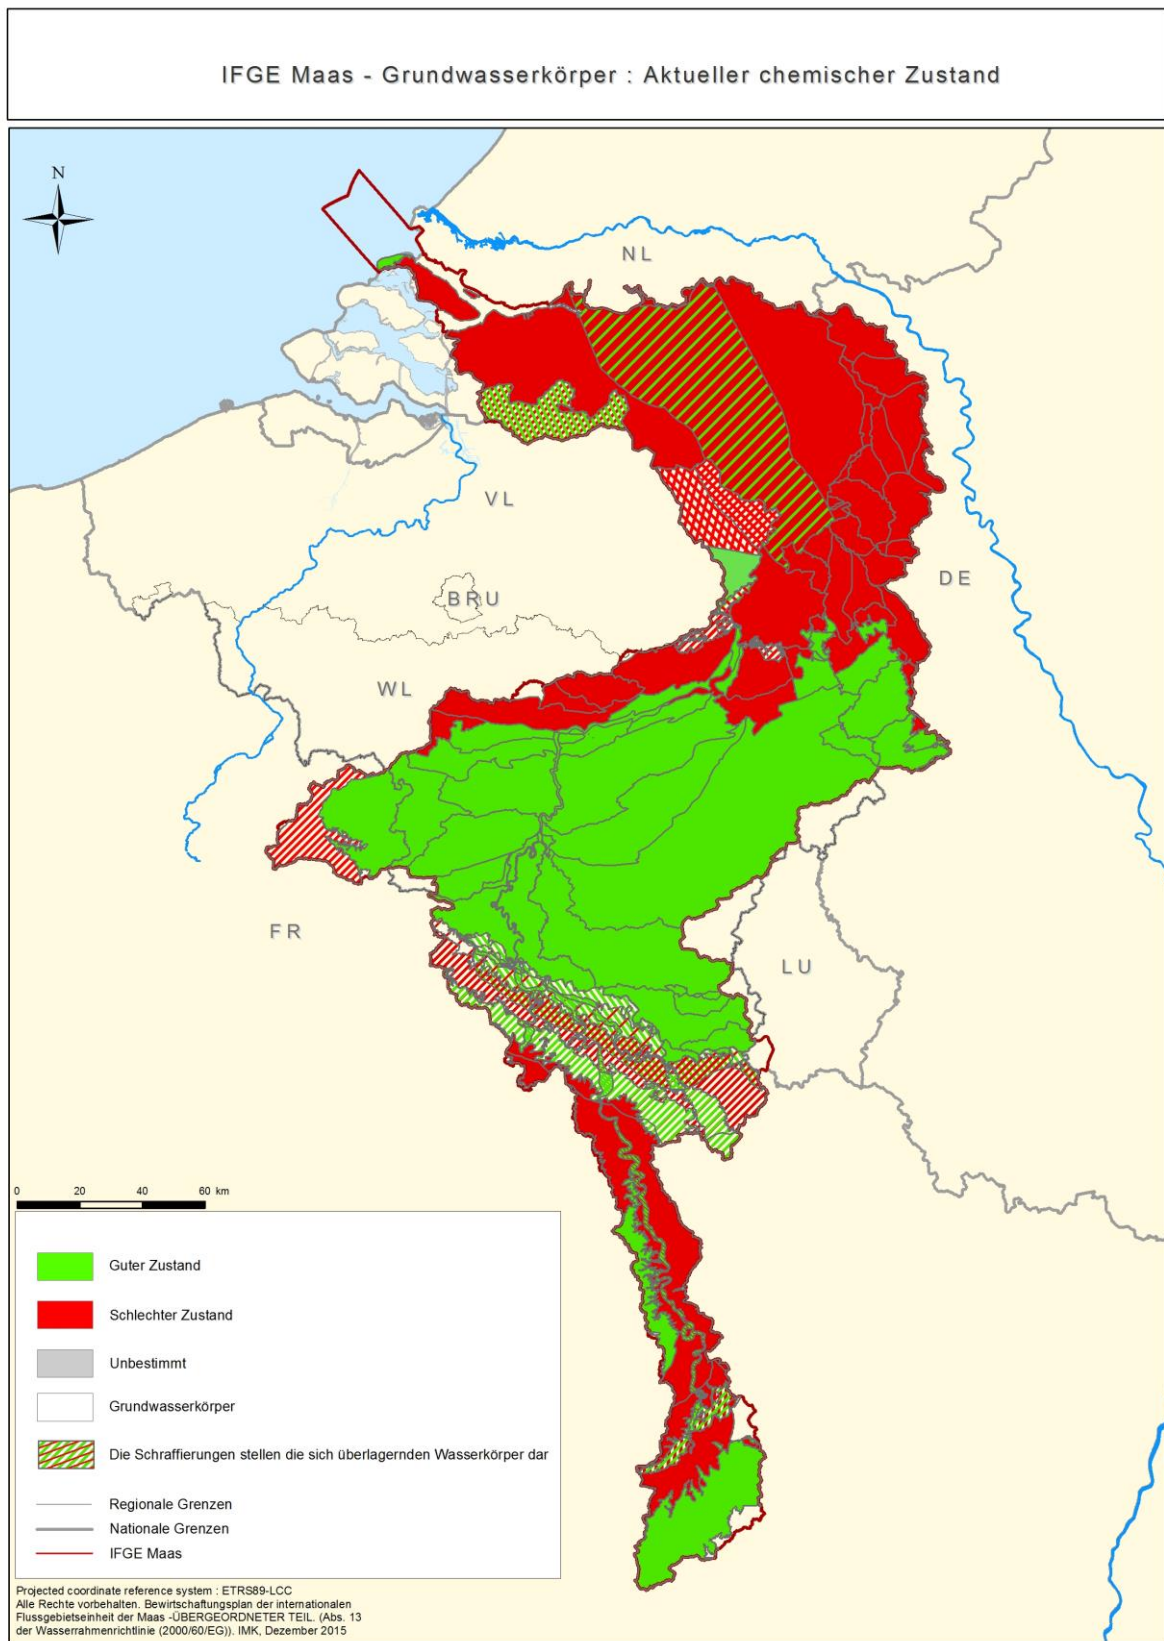 IFGE Maas - Grundwasserkörper : Aktueller chemischer Zustand
N
NL
VL
DE
BRU
WL
FR
LU
0 20 40 60 km
Guter Zustand
Schlechter Zustand
Unbestimmt
Grundwasserkörper
Die Schraffierungen stellen die sich überlagernden Wasserkörper dar
Regionale Grenzen
Nationale Grenzen
IFGE Maas
Projected coordinate reference system : ETRS89-LCC
Alle Rechte vorbehalten. Bewirtschaftungsplan der internationalen
Flussgebietseinheit der Maas -ÜBERGEORDNETER TEIL. (Abs. 13
der Wasserrahmenrichtlinie (2000/60/EG)). IMK, Dezember 2015